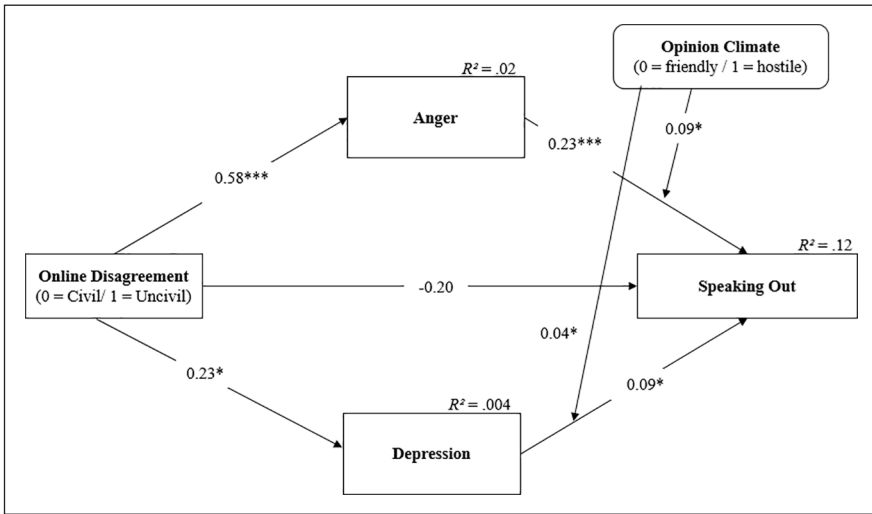 Opinion Climate
(0 = friendly / 1 = hostile)
R² = .02
Anger
0.23***
0.09*
0.58***
R² = .12
Online Disagreement
(0 = Civil/ 1 = Uncivil)
-0.20
Speaking Out
0.04*
0.23*
0.09*
R² = .004
Depression